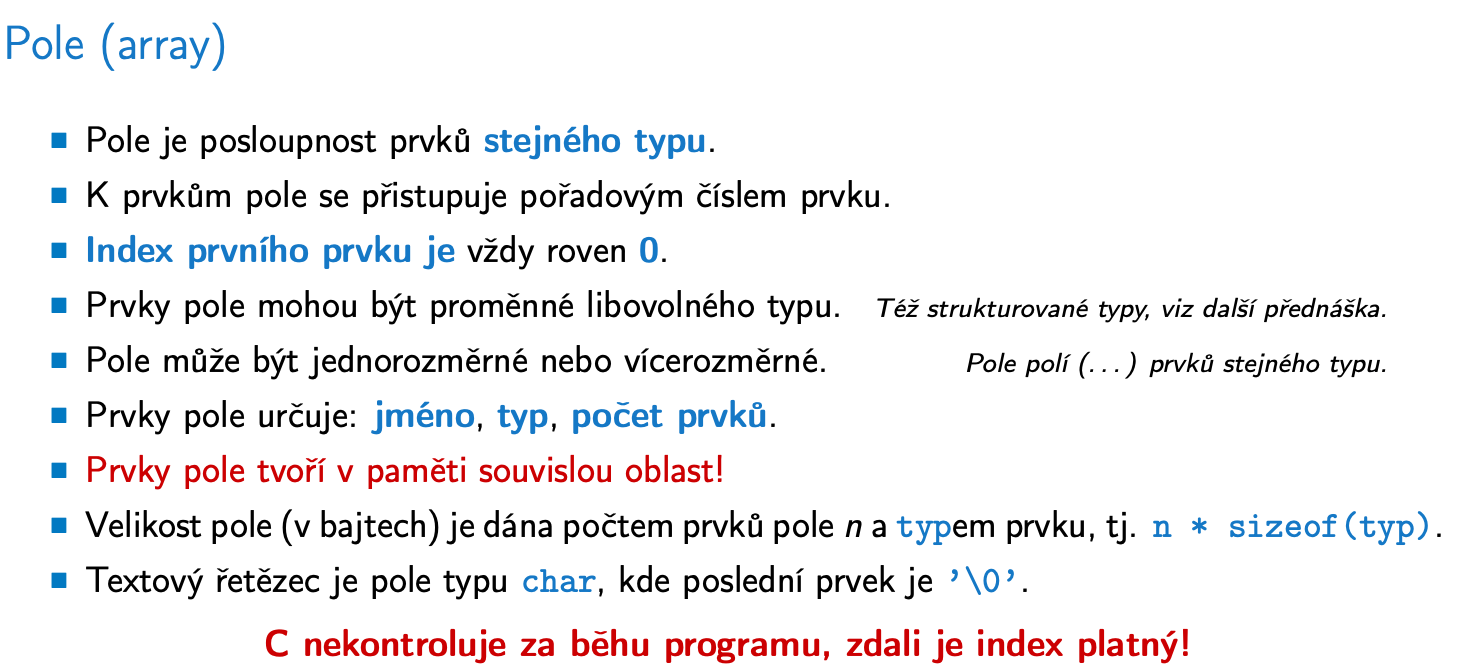 Pole (array)
■ Pole je posloupnost prvků stejného typu.
■ K prvkům pole se přistupuje pořadovým číslem prvku.
■ Index prvního prvku je vždy roven 0.
■ Prvky pole mohou být proměnné libovolného typu. Též strukturované typy, viz další přednáška.
■ Pole může být jednorozměrné nebo vícerozměrné. Pole polí (...) prvků stejného typu.
■ Prvky pole určuje: jméno, typ, počet prvků.
■ Prvky pole tvoří v paměti souvislou oblast!
■ Velikost pole (v bajtech) je dána počtem prvků pole n a typem prvku, tj. n * sizeof(typ).
■ Textový řetězec je pole typu char, kde poslední prvek je ’\0’.
C nekontroluje za běhu programu, zdali je index platný!